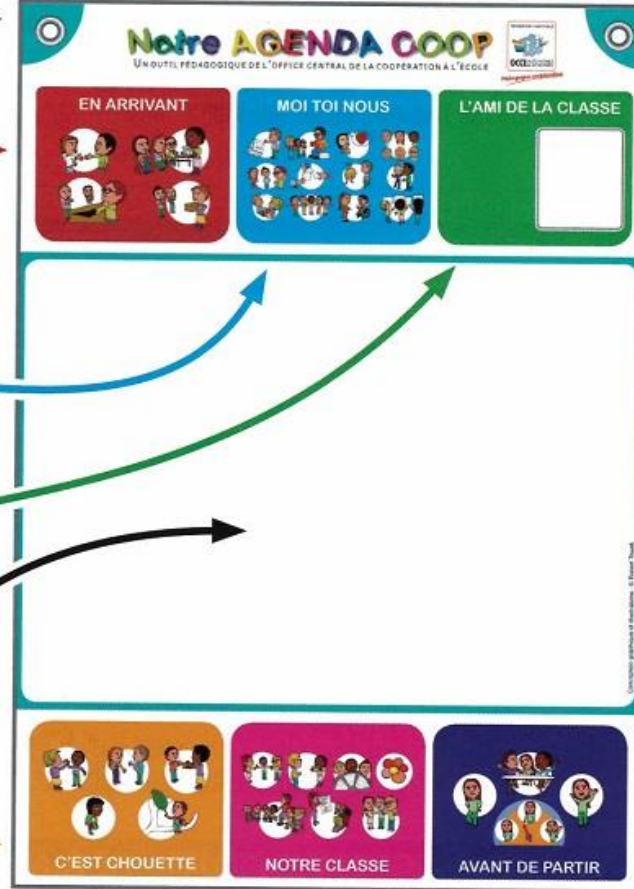 Notre AGENDA COOP
UN OUTIL PÉDAGOGIQUE DE L'OFFICE CENTRAL DE LA COOPÉRATION À L'ÉCOLE
EN ARRIVANT
MOI TOI NOUS
L'AMI DE LA CLASSE
C'EST CHOUETTE
NOTRE CLASSE
AVANT DE PARTIR